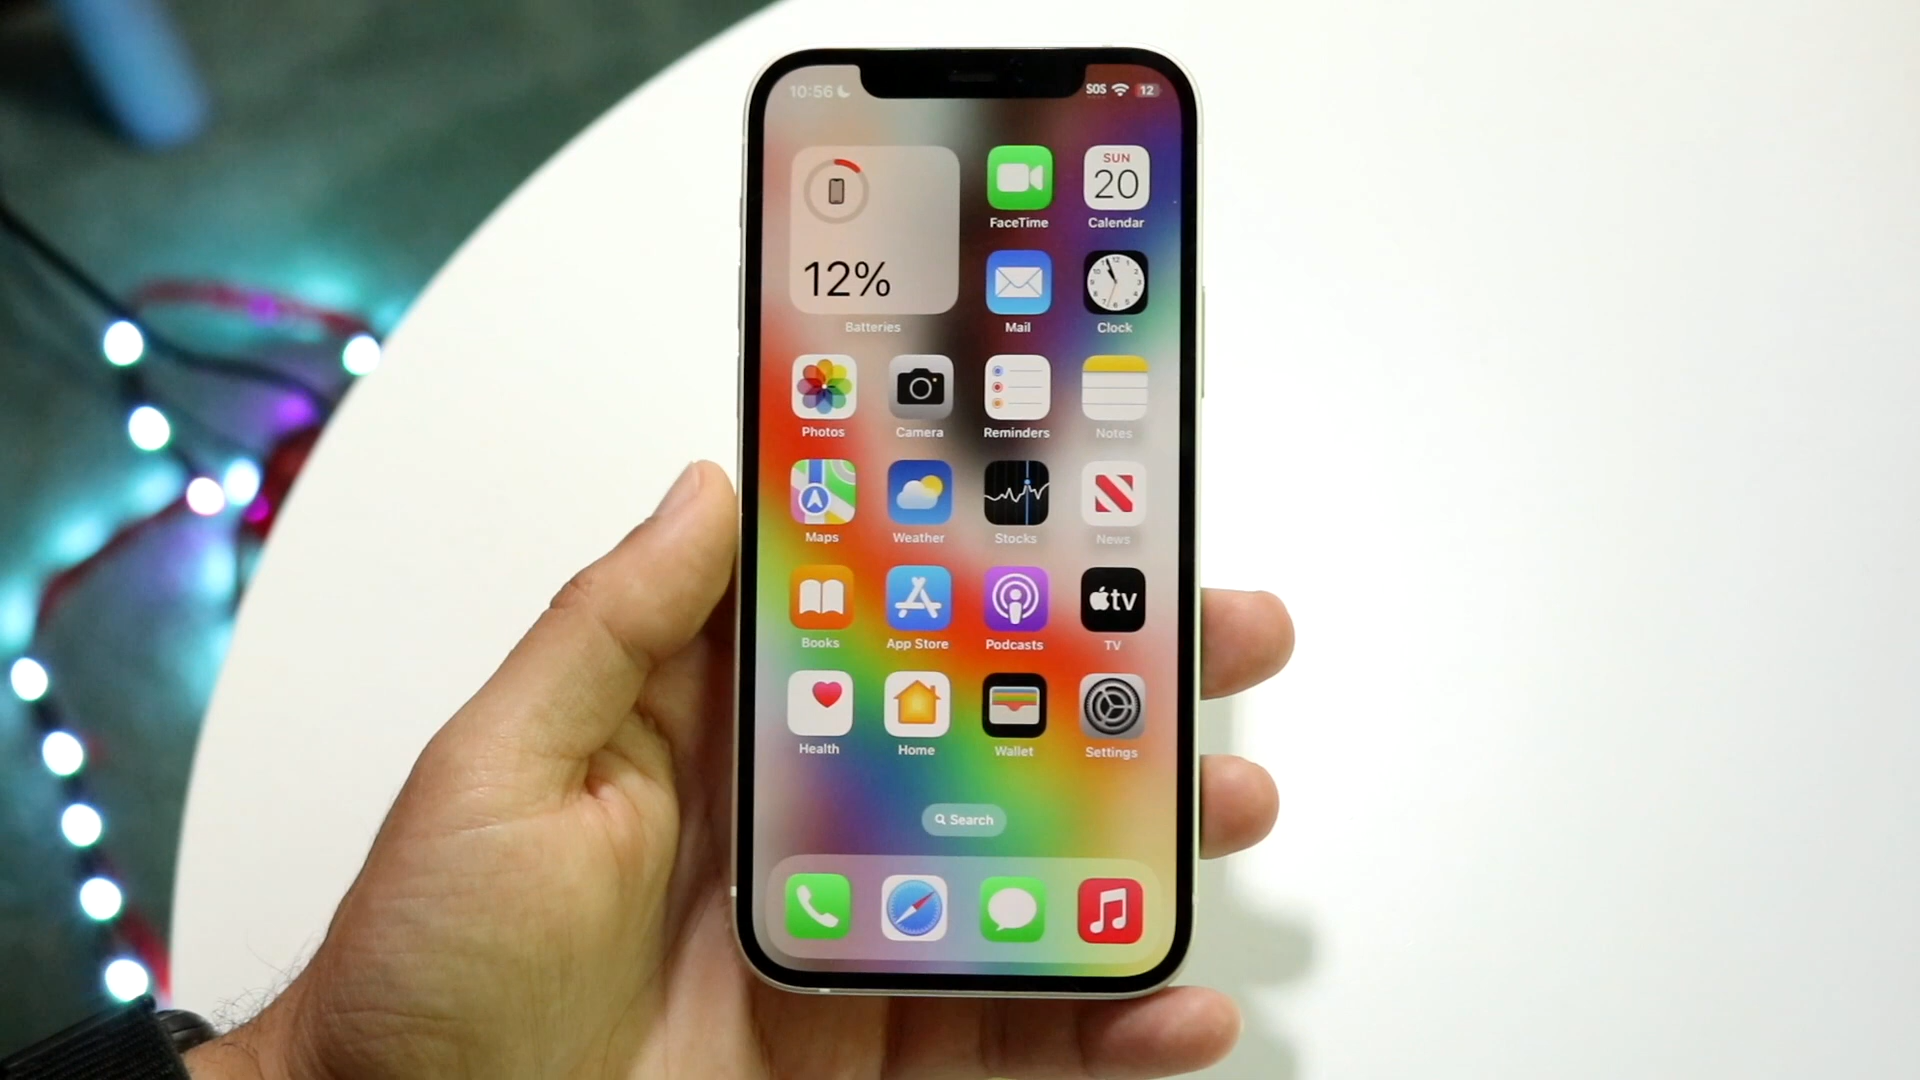 10:56
SOS 12
SUN
20
FaceTime Calendar
12%
Batteries Mail Clock
Photos Camera Reminders Notes
Maps Weather Stocks News
tv
Books App Store Podcasts TV
Health Home Wallet Settings
Search